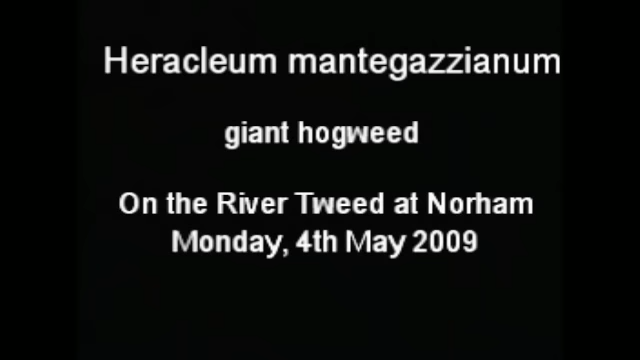 Heracleum mantegazzianum
giant hogweed
On the River Tweed at Norham
Monday, 4th May 2009